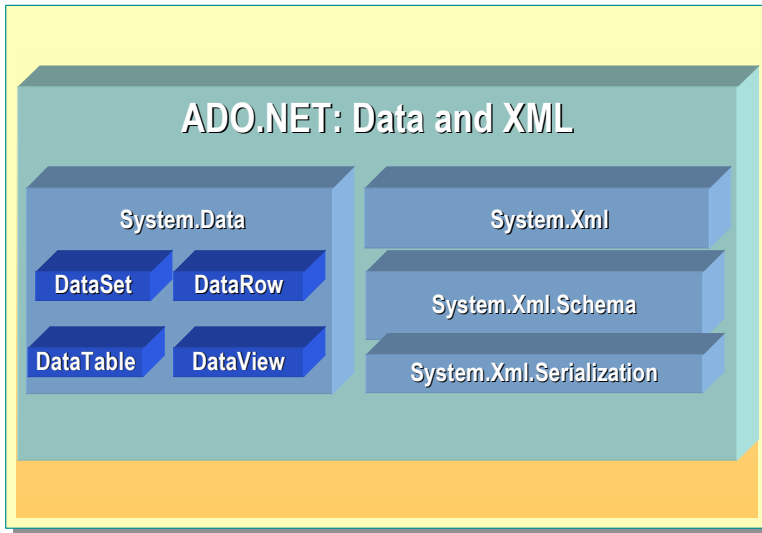 ADO.NET: Data and XML
System.Data
DataSet
DataRow
DataTable
DataView
System.Xml
System.Xml.Schema
System.Xml.Serialization